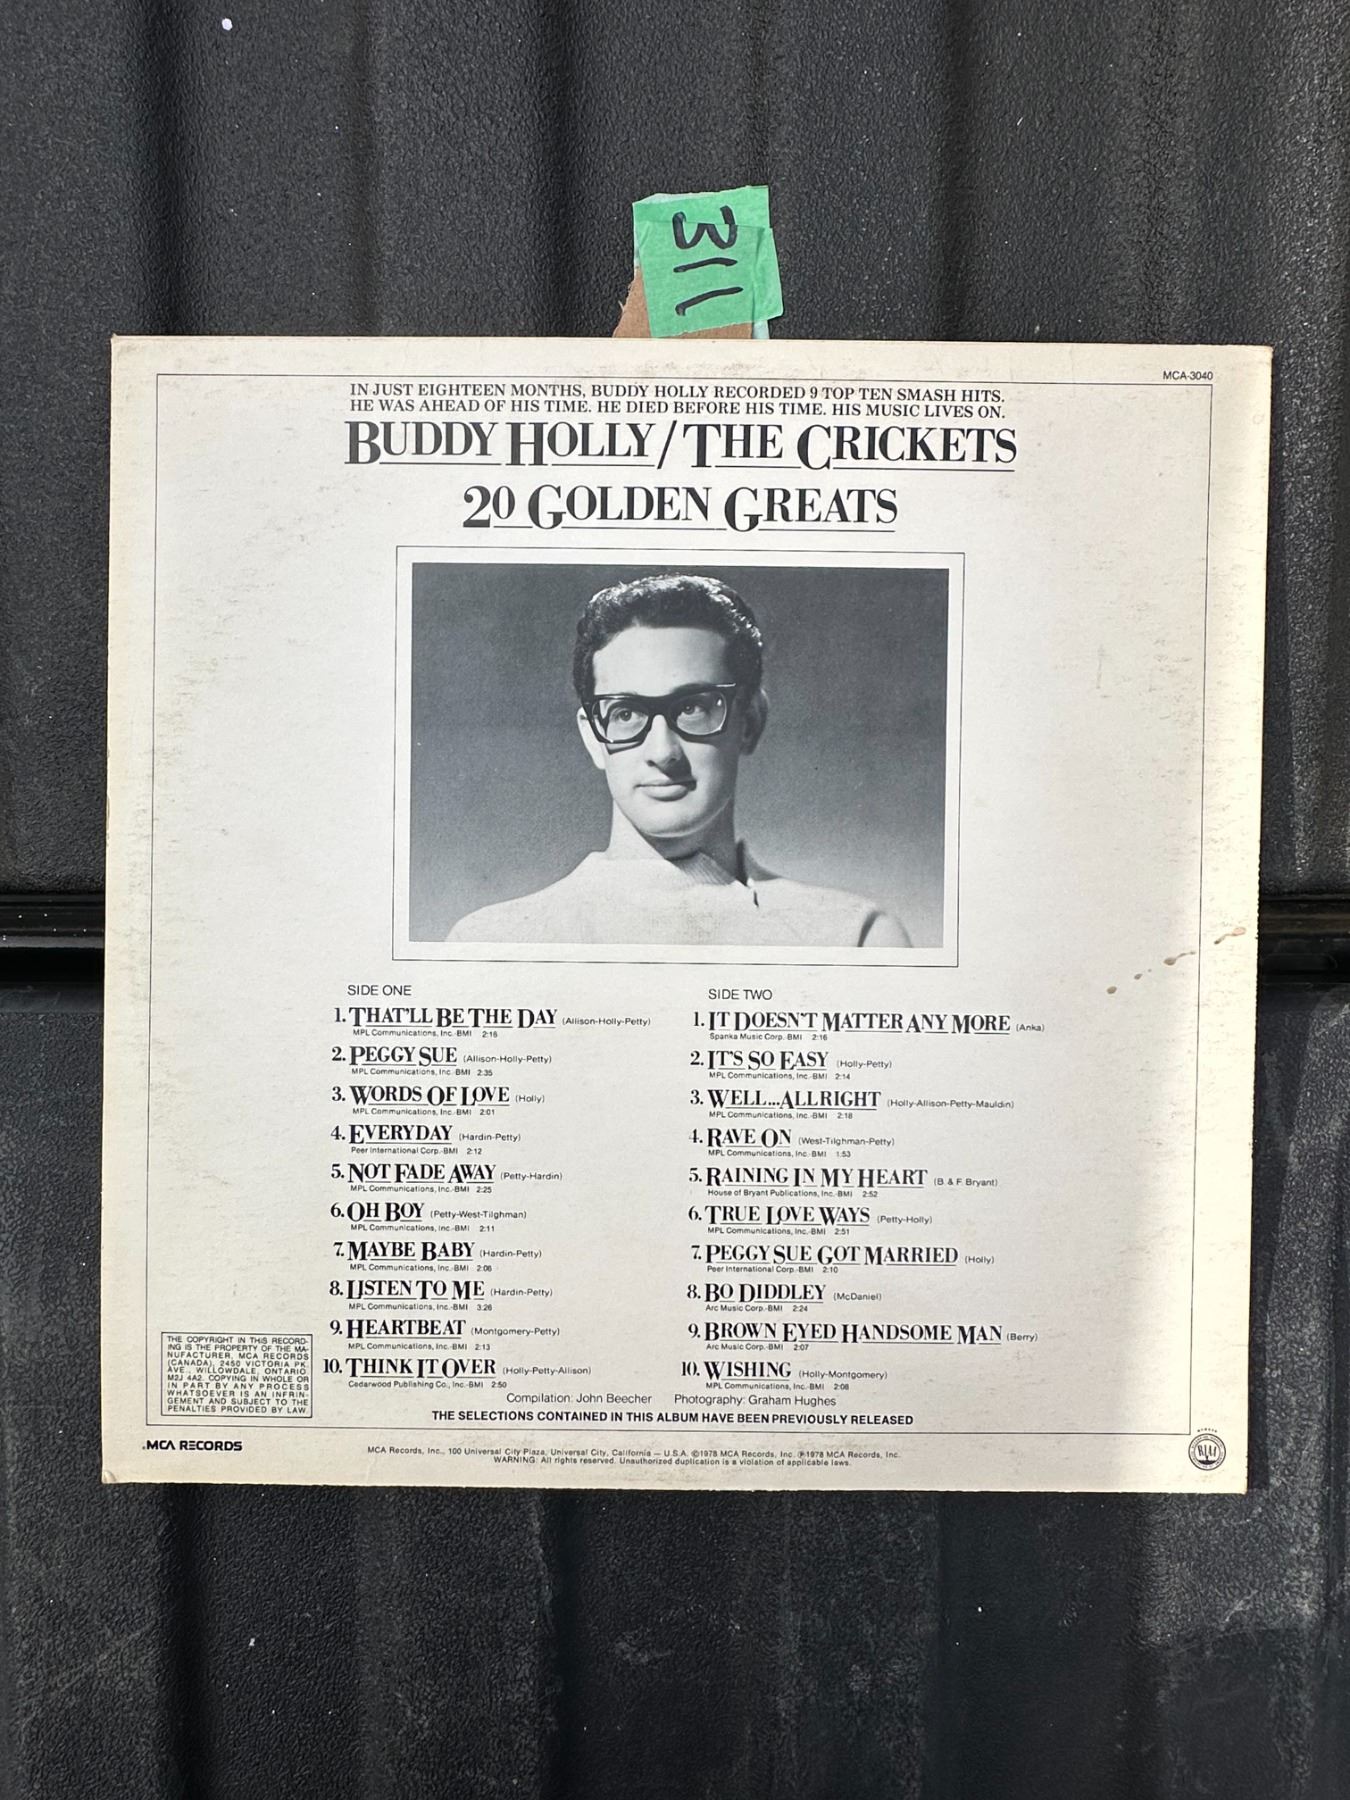 311
MCA-3040
IN JUST EIGHTEEN MONTHS, BUDDY HOLLY RECORDED 9 TOP TEN SMASH HITS.
HE WAS AHEAD OF HIS TIME. HE DIED BEFORE HIS TIME. HIS MUSIC LIVES ON.
BUDDY HOLLY/THE CRICKETS
20 GOLDEN GREATS
SIDE ONE
1. THAT'LL BE THE DAY (Allison-Holly-Petty)
MPL Communications, Inc.-BMI 2:16
2. PEGGY SUE (Allison-Holly-Petty)
MPL Communications, Inc.-BMI 2:35
3. WORDS OF LOVE (Holly)
MPL Communications, Inc.-BMI 2:01
4. EVERYDAY (Hardin-Petty)
Peer International Corp.-BMI 2:12
5. NOT FADE AWAY (Petty-Hardin)
MPL Communications, Inc.-BMI 2:25
6. OH BOY (Petty-West-Tilghman)
MPL Communications, Inc.-BMI 2:11
7. MAYBE BABY (Hardin-Petty)
MPL Communications, Inc.-BMI 2:06
8. LISTEN TO ME (Hardin-Petty)
MPL Communications, Inc.-BMI 3:26
9. HEARTBEAT (Montgomery-Petty)
MPL Communications, Inc.-BMI 2:13
10. THINK IT OVER (Holly-Petty-Allison)
Cedarwood Publishing Co., Inc.-BMI 2:50
SIDE TWO
1. IT DOESN'T MATTER ANY MORE (Anka)
Spanka Music Corp.-BMI 2:16
2. IT'S SO EASY (Holly-Petty)
MPL Communications, Inc.-BMI 2:14
3. WELL...ALLRIGHT (Holly-Allison-Petty-Mauldin)
MPL Communications, Inc.-BMI 2:18
4. RAVE ON (West-Tilghman-Petty)
MPL Communications, Inc.-BMI 1:53
5. RAINING IN MY HEART (B. & F. Bryant)
House of Bryant Publications, Inc.-BMI 2:52
6. TRUE LOVE WAYS (Petty-Holly)
MPL Communications, Inc.-BMI 2:51
7. PEGGY SUE GOT MARRIED (Holly)
Peer International Corp.-BMI 2:10
8. BO DIDDLEY (McDaniel)
Arc Music Corp.-BMI 2:24
9. BROWN EYED HANDSOME MAN (Berry)
Arc Music Corp.-BMI 2:07
10. WISHING (Holly-Montgomery)
MPL Communications, Inc.-BMI 2:08
THE COPYRIGHT IN THIS RECORD-
ING IS THE PROPERTY OF THE MA-
NUFACTURER, MCA RECORDS
(CANADA), 2450 VICTORIA PK.
AVE., WILLOWDALE, ONTARIO
M2J 4A2. COPYING IN WHOLE OR
IN PART BY ANY PROCESS
WHATSOEVER IS AN INFRIN-
GEMENT AND SUBJECT TO THE
PENALTIES PROVIDED BY LAW.
Compilation: John Beecher Photography: Graham Hughes
THE SELECTIONS CONTAINED IN THIS ALBUM HAVE BEEN PREVIOUSLY RELEASED
MCA RECORDS
MCA Records, Inc., 100 Universal City Plaza, Universal City, California — U.S.A. ©1978 MCA Records, Inc. ℗1978 MCA Records, Inc.
WARNING: All rights reserved. Unauthorized duplication is a violation of applicable laws.
RIAA